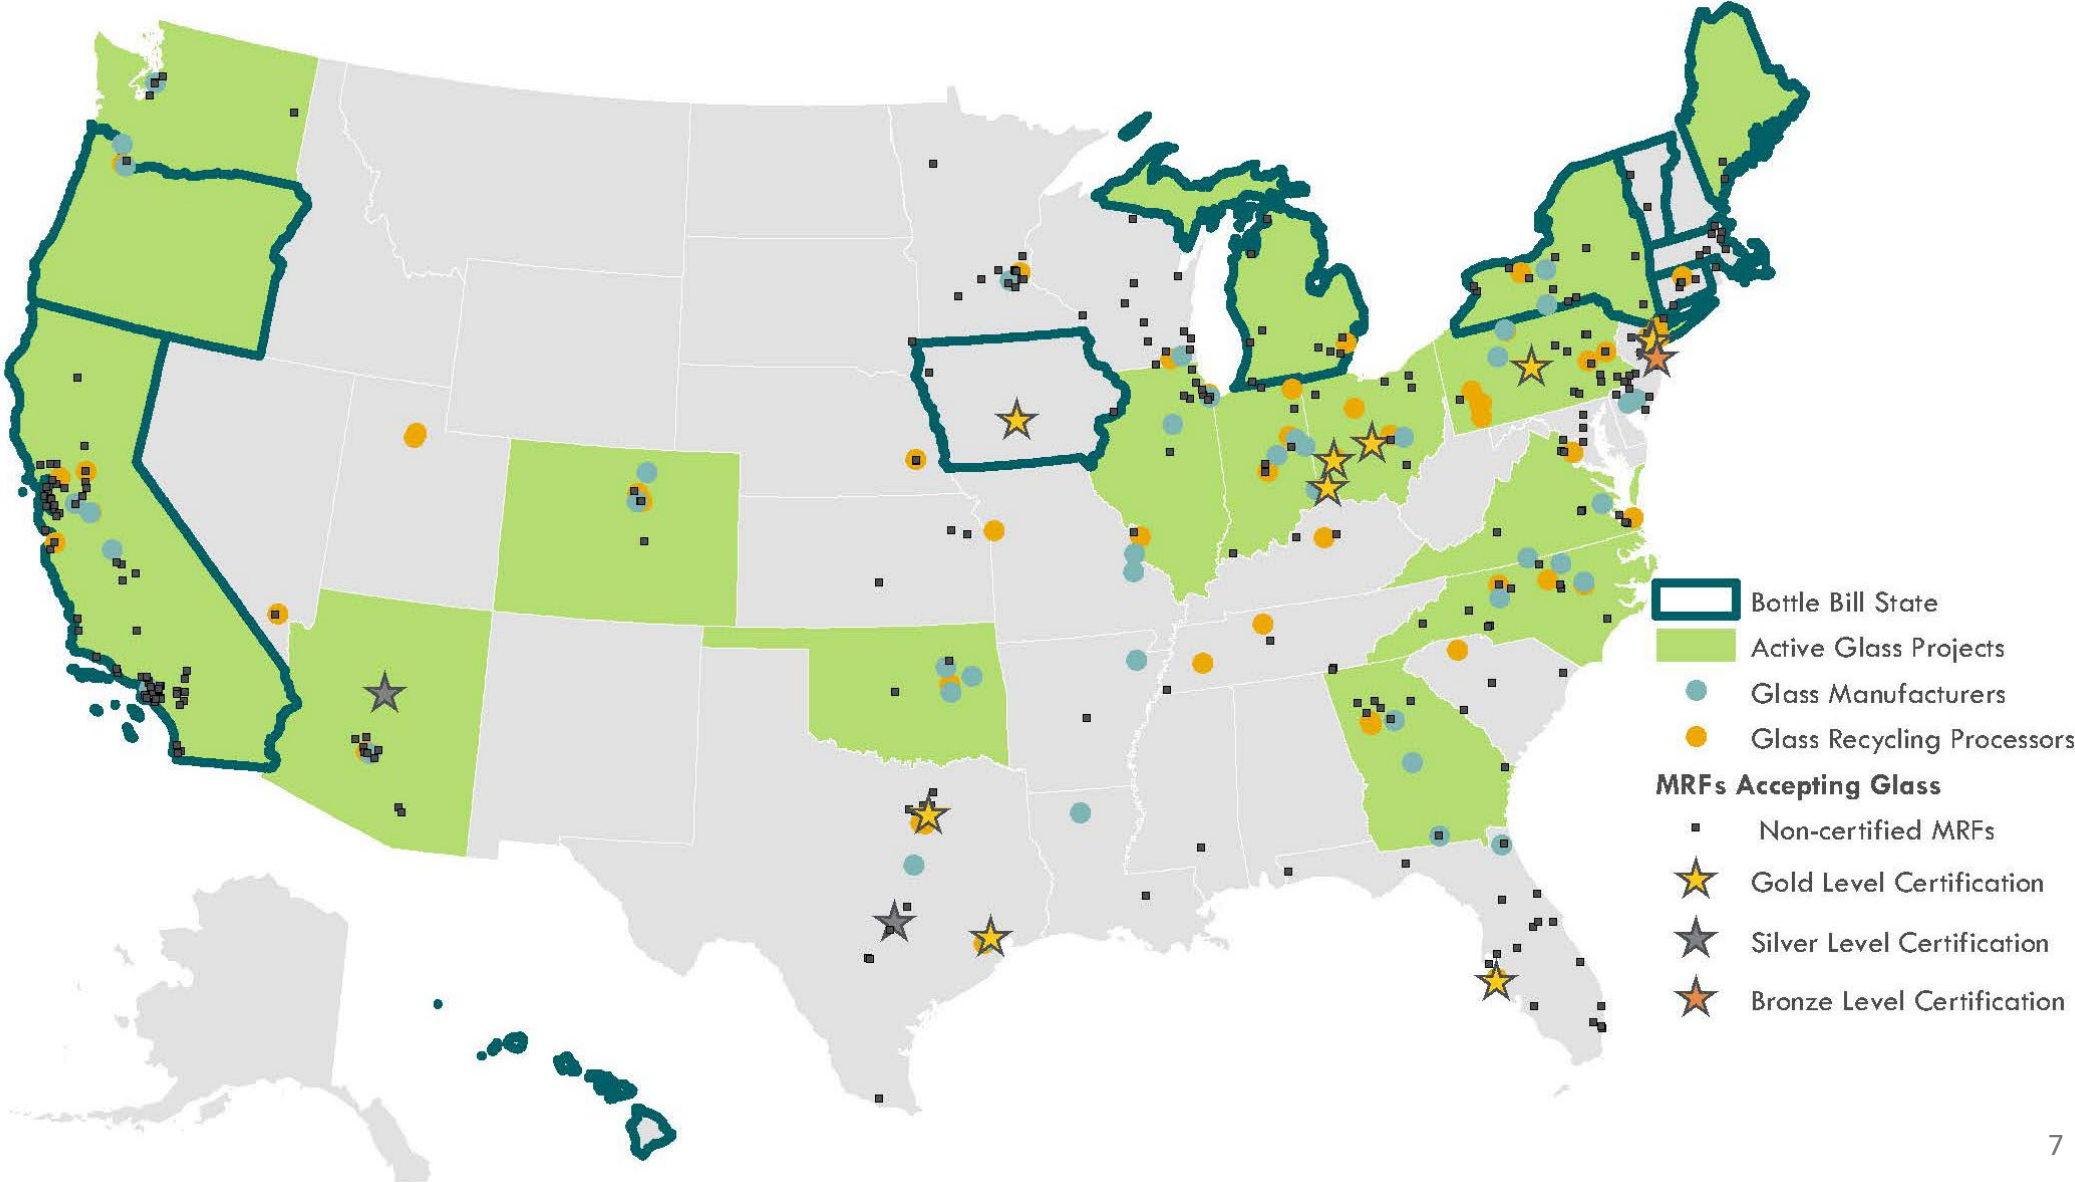 Bottle Bill State
Active Glass Projects
Glass Manufacturers
Glass Recycling Processors
MRFs Accepting Glass
Non-certified MRFs
Gold Level Certification
Silver Level Certification
Bronze Level Certification
7